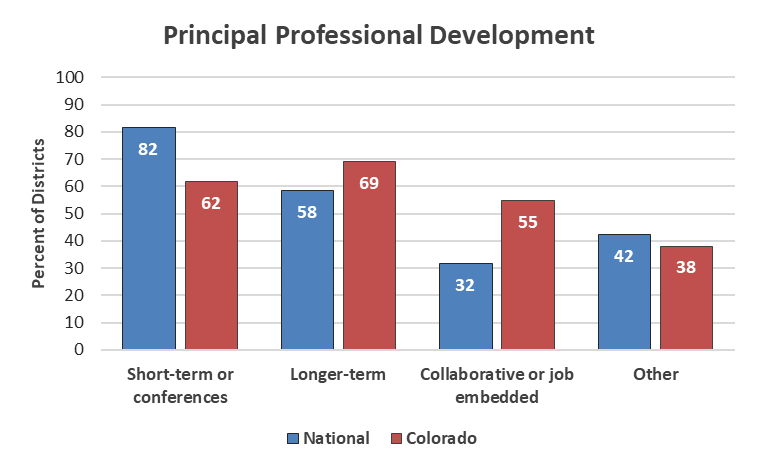 Principal Professional Development
Percent of Districts
100
90
80
70
60
50
40
30
20
10
0
82
62
58
69
32
55
42
38
Short-term or
conferences
Longer-term
Collaborative or job
embedded
Other
National
Colorado